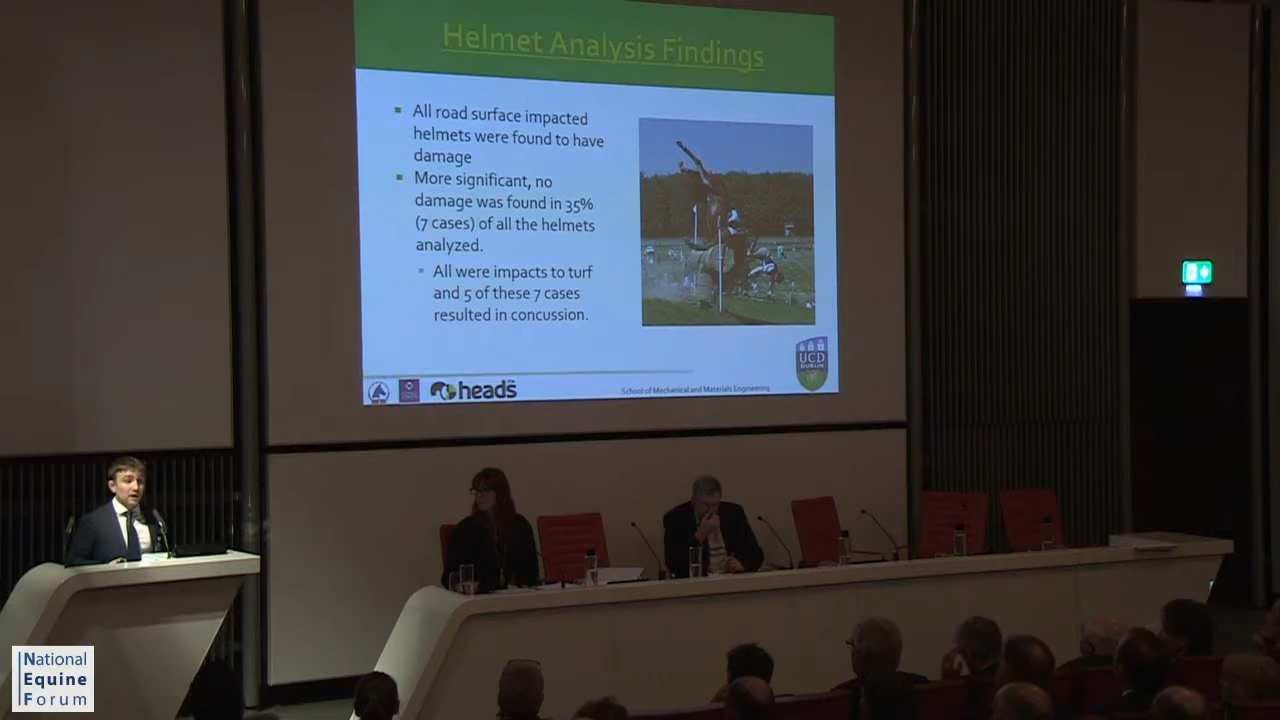 Helmet Analysis Findings
All road surface impacted
helmets were found to have
damage
More significant, no
damage was found in 35%
(7 cases) of all the helmets
analyzed.
All were impacts to turf
and 5 of these 7 cases
resulted in concussion.
UCD
DUBLIN
heads
School of Mechanical and Materials Engineering
National
Equine
Forum